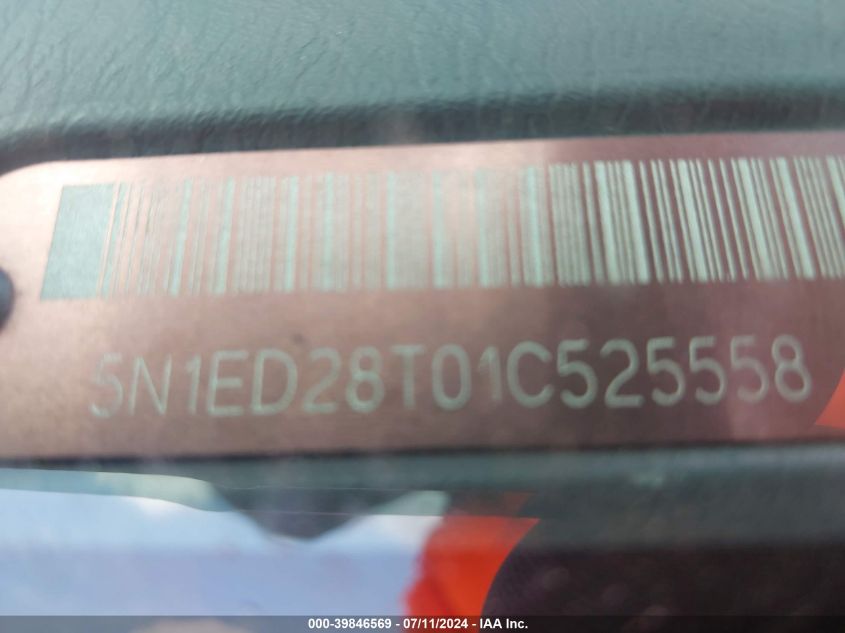 5N1ED28T01C525558
000-39846569 - 07/11/2024 - IAA Inc.